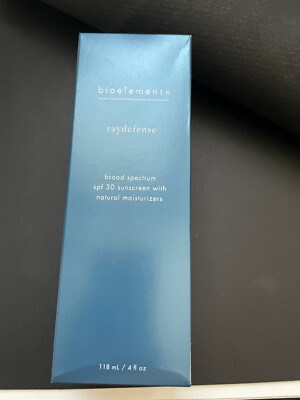 bioelements
raydefense
broad spectrum
spf 30 sunscreen with
natural moisturizers
118 mL / 4 fl oz